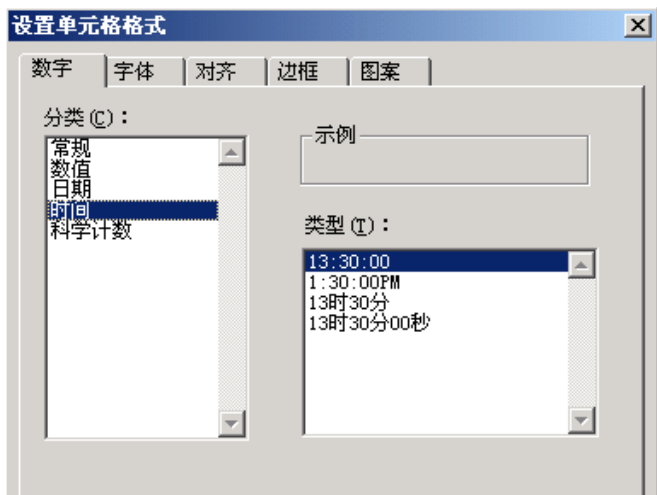 设置单元格格式
数字 字体 对齐 边框 图案
分类(C)：
常规
数值
日期
时间
科学计数
示例
类型(T)：
13:30:00
1:30:00PM
13时30分
13时30分00秒